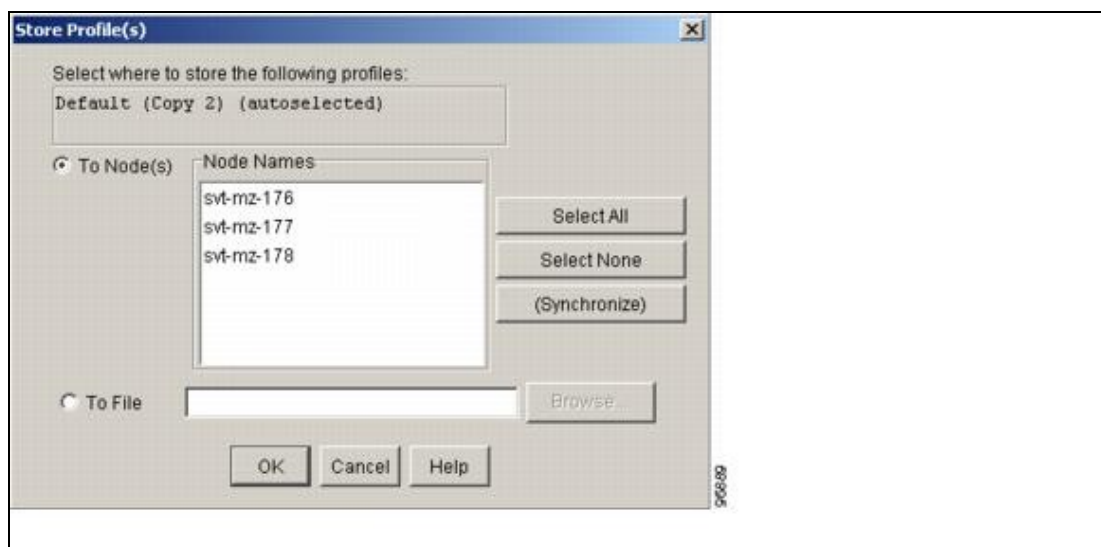 Store Profile(s)
Select where to store the following profiles:
Default (Copy 2) (autoselected)
To Node(s)
Node Names
svt-mz-176
svt-mz-177
svt-mz-178
Select All
Select None
(Synchronize)
To File
Browse...
OK
Cancel
Help
96889